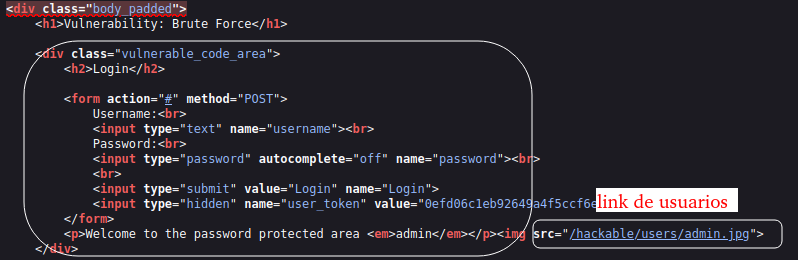 <div class="body_padded">
<h1>Vulnerability: Brute Force</h1>
<div class="vulnerable_code_area">
<h2>Login</h2>
<form action="#" method="POST">
Username:<br>
<input type="text" name="username"><br>
Password:<br>
<input type="password" autocomplete="off" name="password"><br>
<br>
<input type="submit" value="Login" name="Login">
<input type="hidden" name="user_token" value="0efd06c1eb92649a4f5ccf6e
link de usuarios
</form>
<p>Welcome to the password protected area <em>admin</em></p><img src="/hackable/users/admin.jpg">
</div>